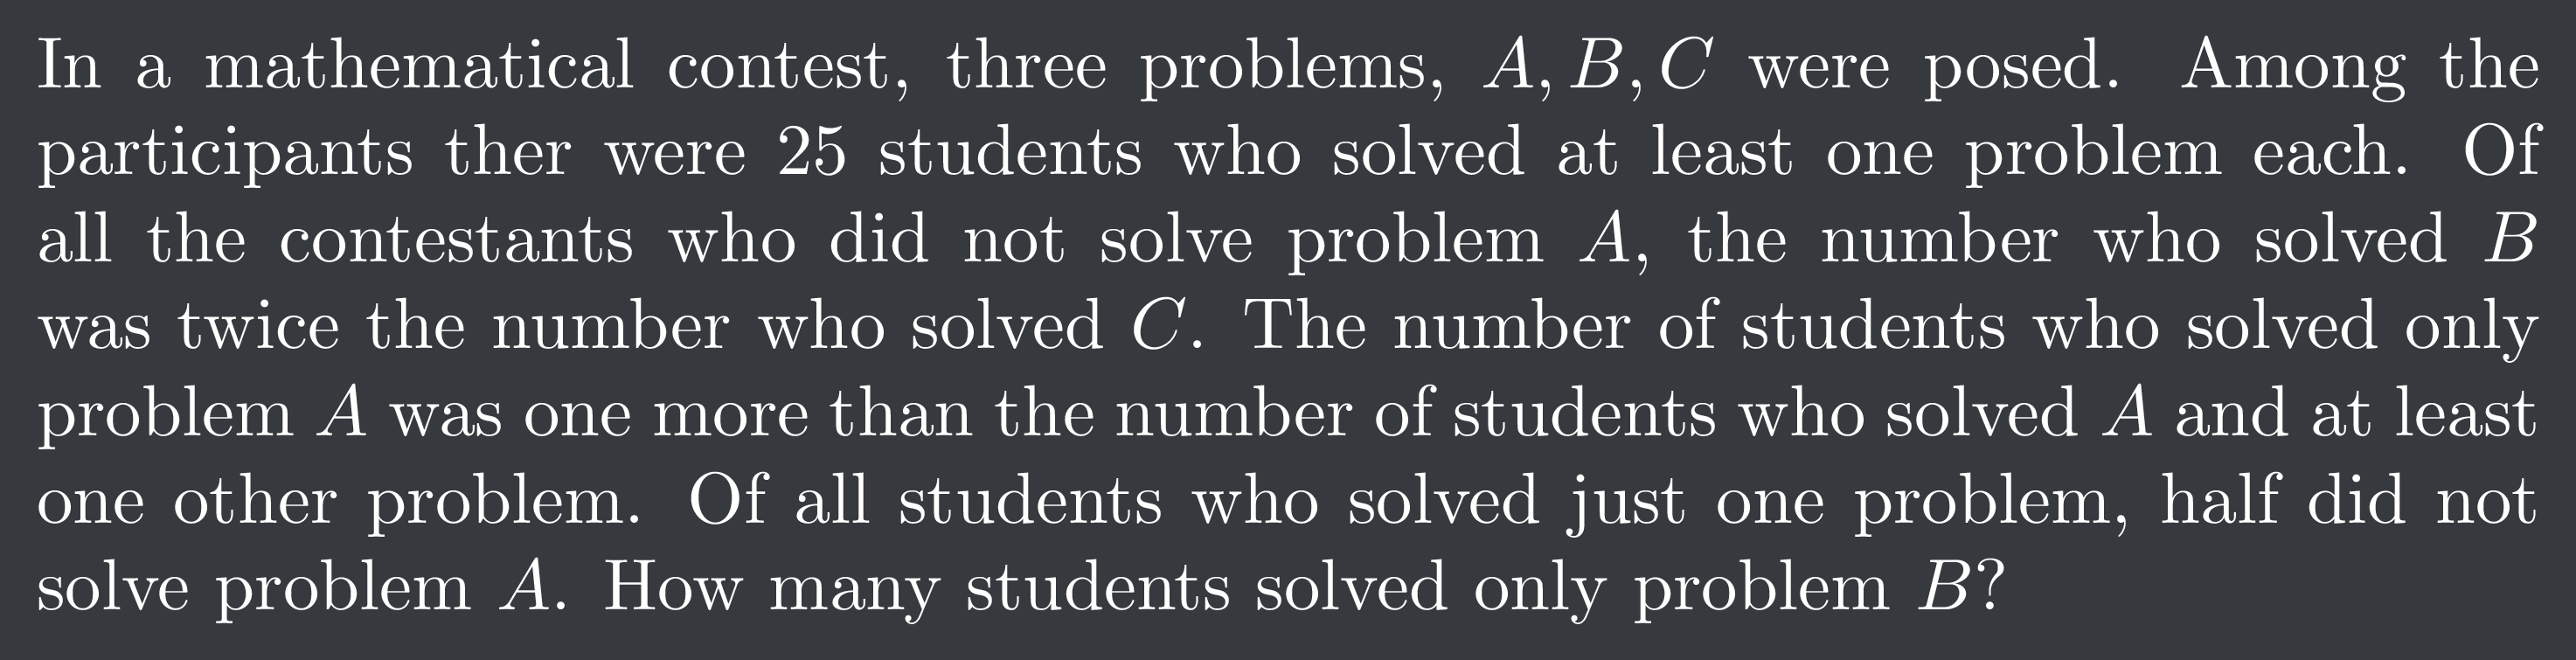 In a mathematical contest, three problems, A, B, C were posed. Among the
participants ther were 25 students who solved at least one problem each. Of
all the contestants who did not solve problem A, the number who solved B
was twice the number who solved C. The number of students who solved only
problem A was one more than the number of students who solved A and at least
one other problem. Of all students who solved just one problem, half did not
solve problem A. How many students solved only problem B?